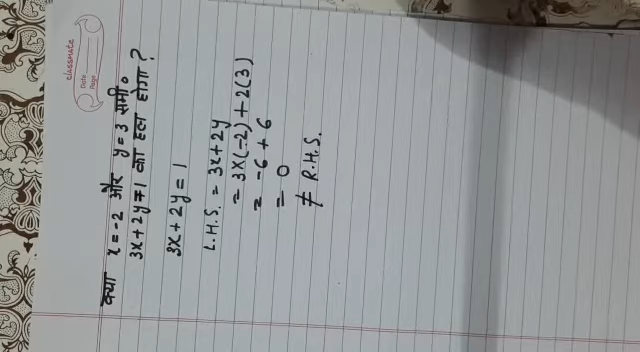 classmate
Date
Page
क्या x = -2 और y = 3 समी०
3x + 2y = 1 का हल होगा ?
3x + 2y = 1
L.H.S. = 3x + 2y
= 3x(-2) + 2(3)
= -6 + 6
= 0
≠ R.H.S.